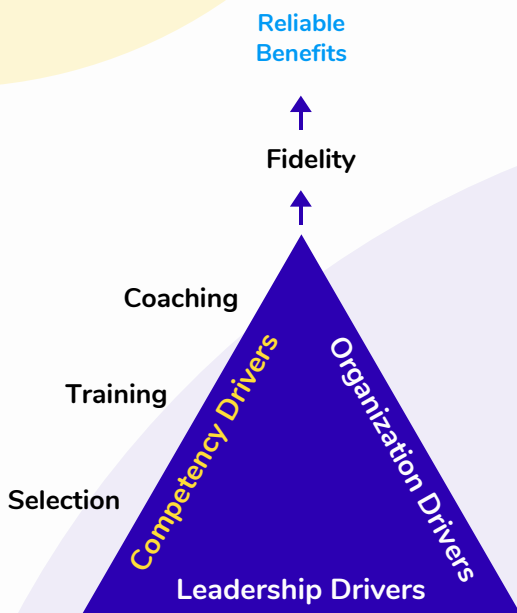 Reliable
Benefits
Fidelity
Coaching
Training
Selection
Competency Drivers
Organization Drivers
Leadership Drivers